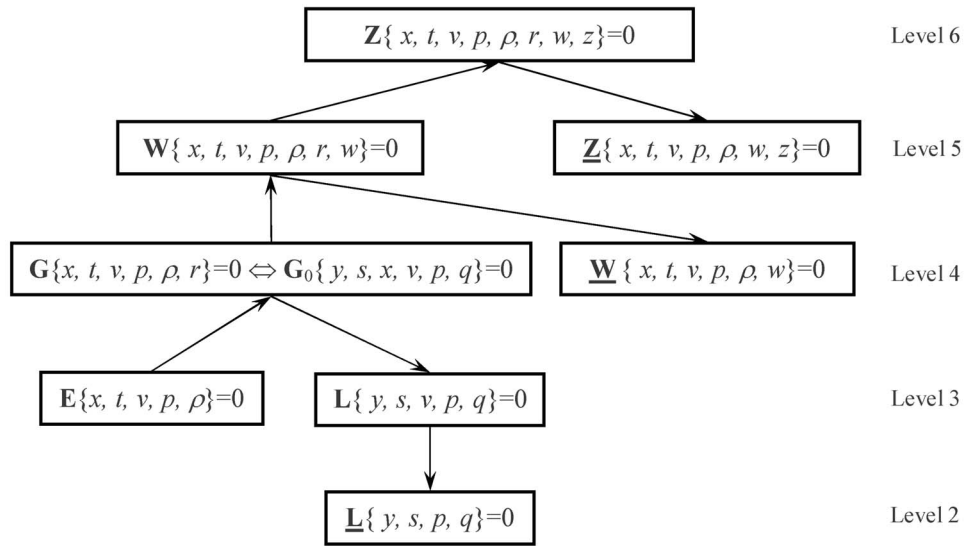 Z{ x, t, v, p, ρ, r, w, z}=0 Level 6
W{ x, t, v, p, ρ, r, w}=0 Z{ x, t, v, p, ρ, w, z}=0 Level 5
G{x, t, v, p, ρ, r}=0 ⇔ G₀{ y, s, x, v, p, q}=0 W { x, t, v, p, ρ, w}=0 Level 4
E{x, t, v, p, ρ}=0 L{ y, s, v, p, q}=0 Level 3
L{ y, s, p, q}=0 Level 2